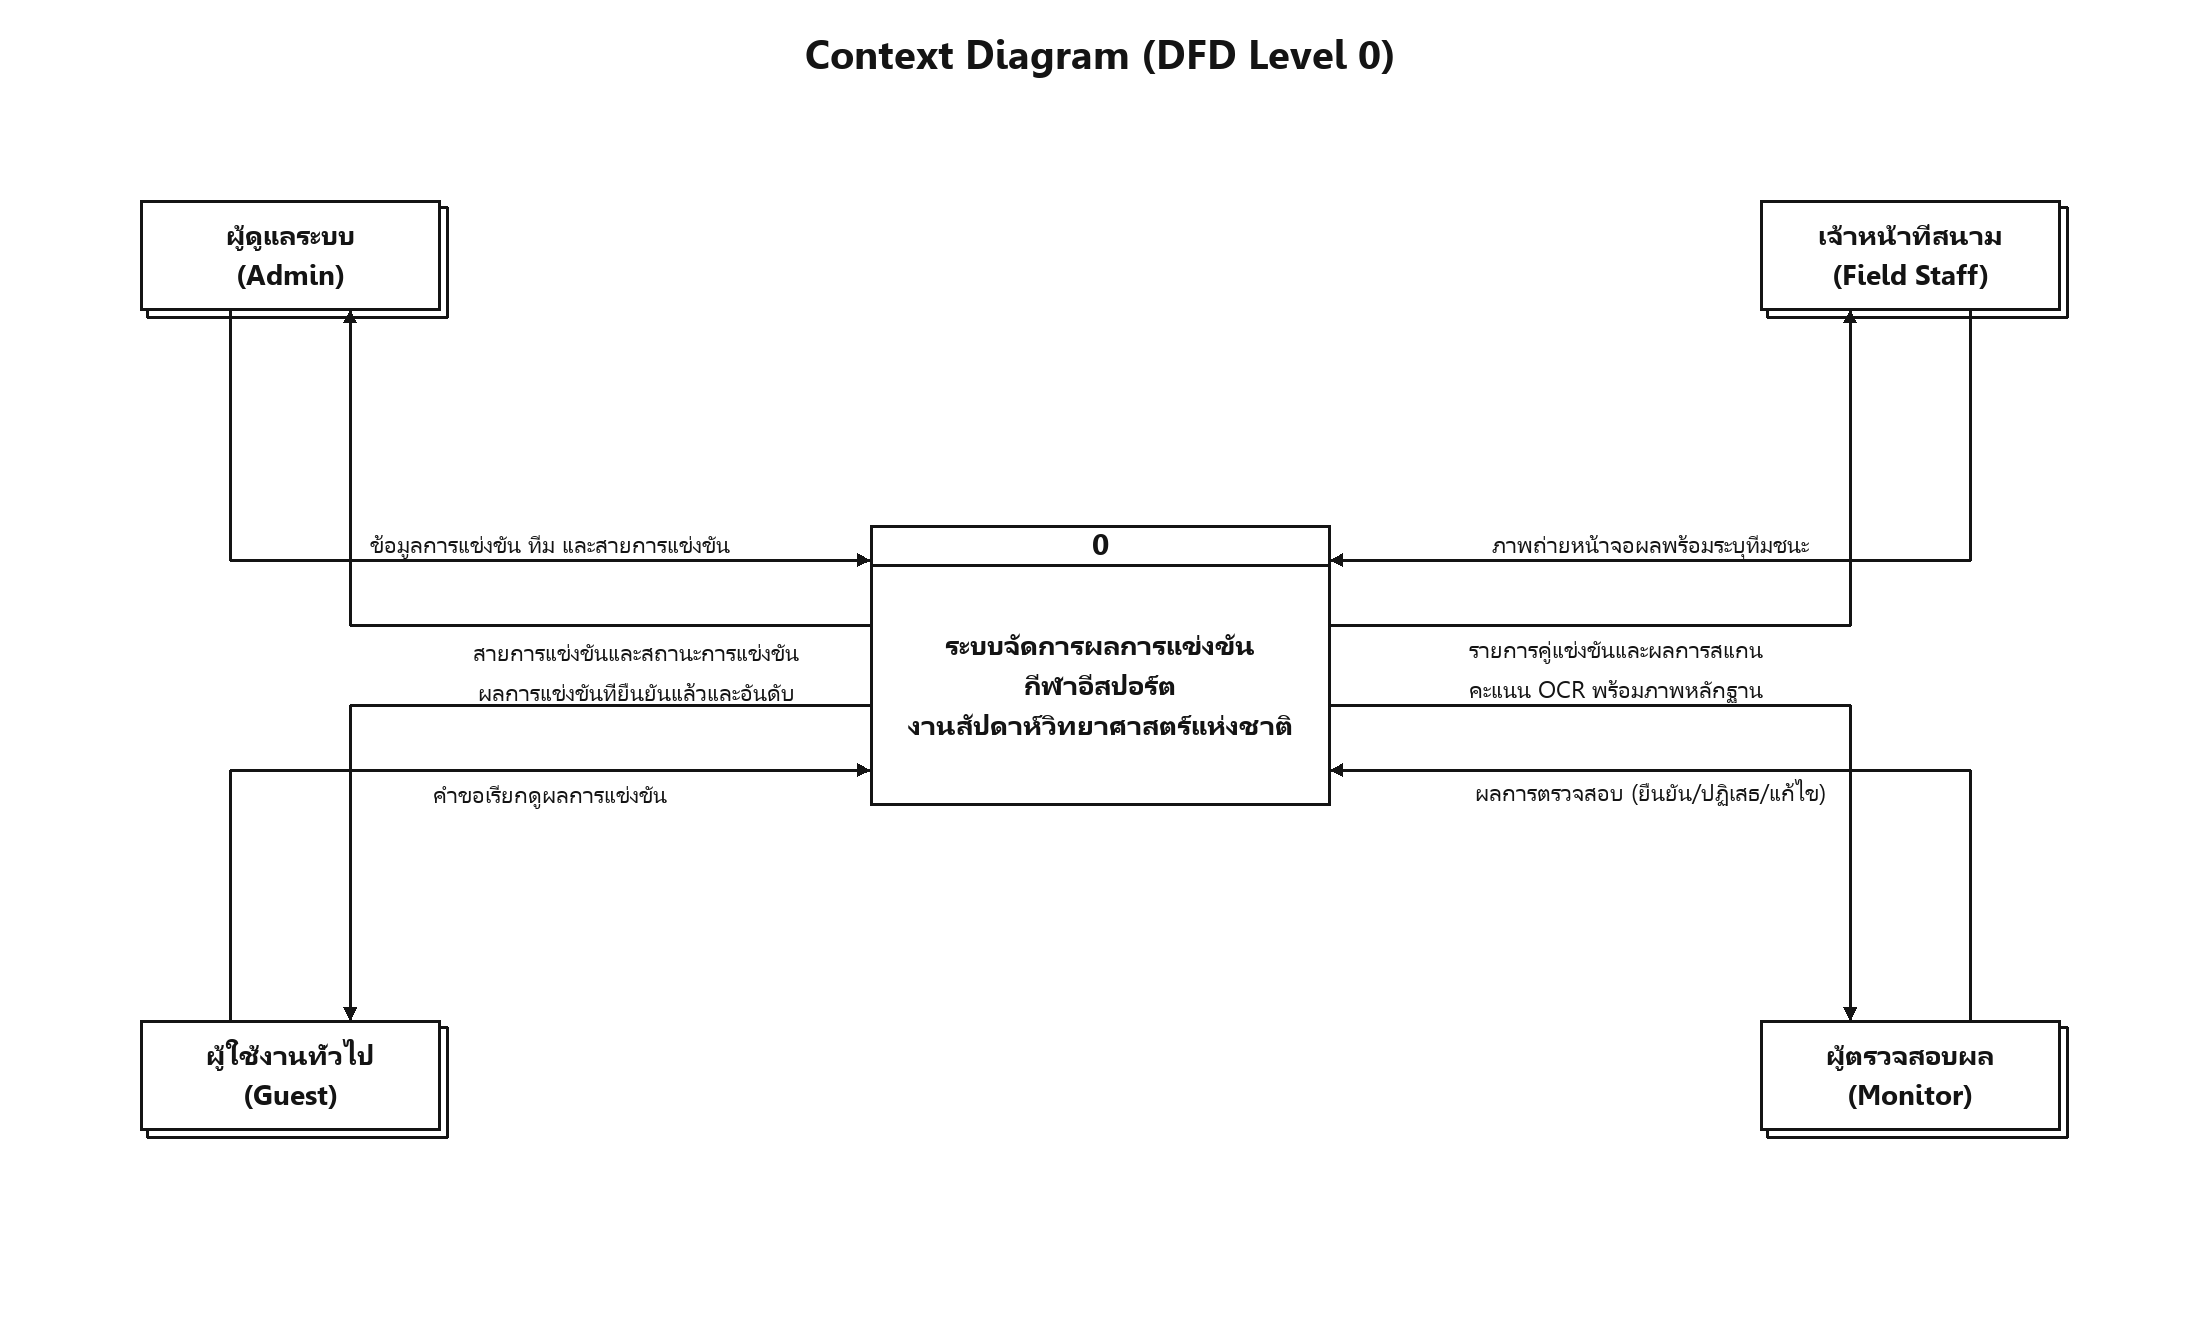 Context Diagram (DFD Level 0)
ผู้ดูแลระบบ
(Admin)
เจ้าหน้าที่สนาม
(Field Staff)
ข้อมูลการแข่งขัน ทีม และสายการแข่งขัน
0
ภาพถ่ายหน้าจอผลพร้อมระบุทีมชนะ
สายการแข่งขันและสถานะการแข่งขัน
ระบบจัดการผลการแข่งขัน
กีฬาอีสปอร์ต
งานสัปดาห์วิทยาศาสตร์แห่งชาติ
รายการคู่แข่งขันและผลการสแกน
ผลการแข่งขันที่ยืนยันแล้วและอันดับ
คะแนน OCR พร้อมภาพหลักฐาน
คำขอเรียกดูผลการแข่งขัน
ผลการตรวจสอบ (ยืนยัน/ปฏิเสธ/แก้ไข)
ผู้ใช้งานทั่วไป
(Guest)
ผู้ตรวจสอบผล
(Monitor)